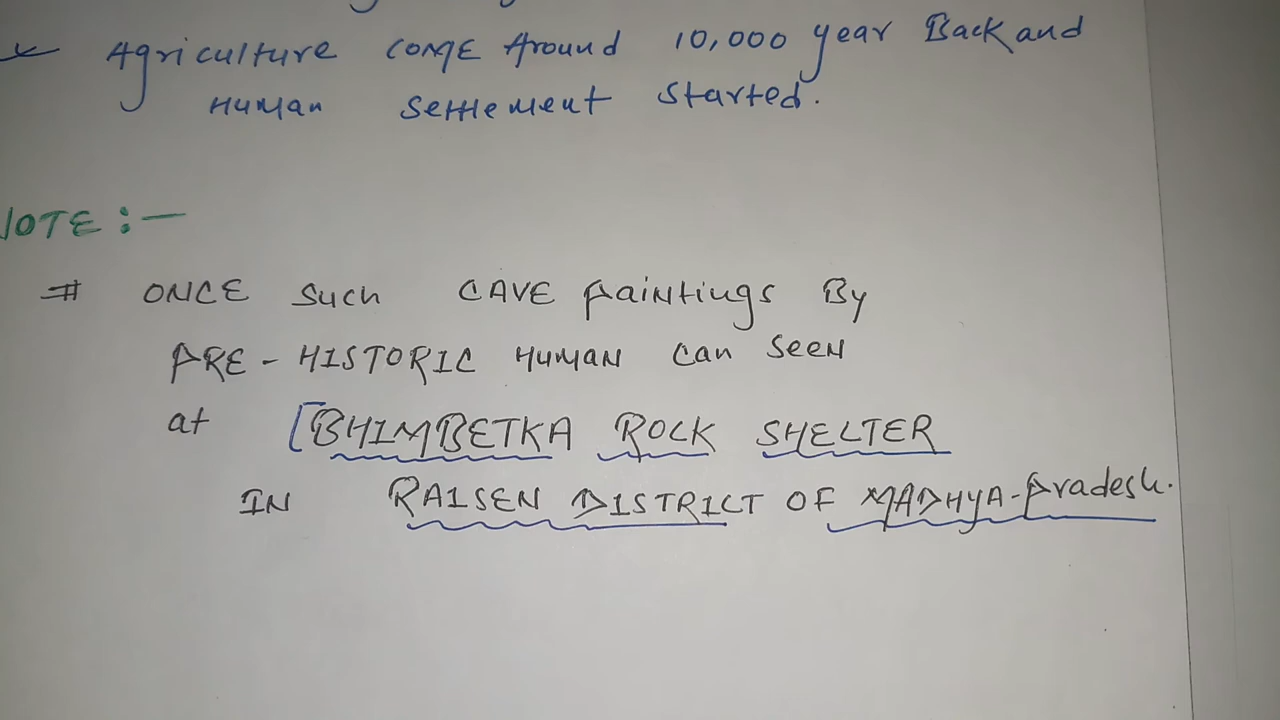 Agriculture come Around 10,000 year Back and
Human Settlement Started.
NOTE :-
# ONCE Such CAVE Paintings By
PRE-HISTORIC HUMAN Can SEEN
at [BHIMBETKA ROCK SHELTER
IN RAISEN DISTRICT OF MADHYA-Pradesh.